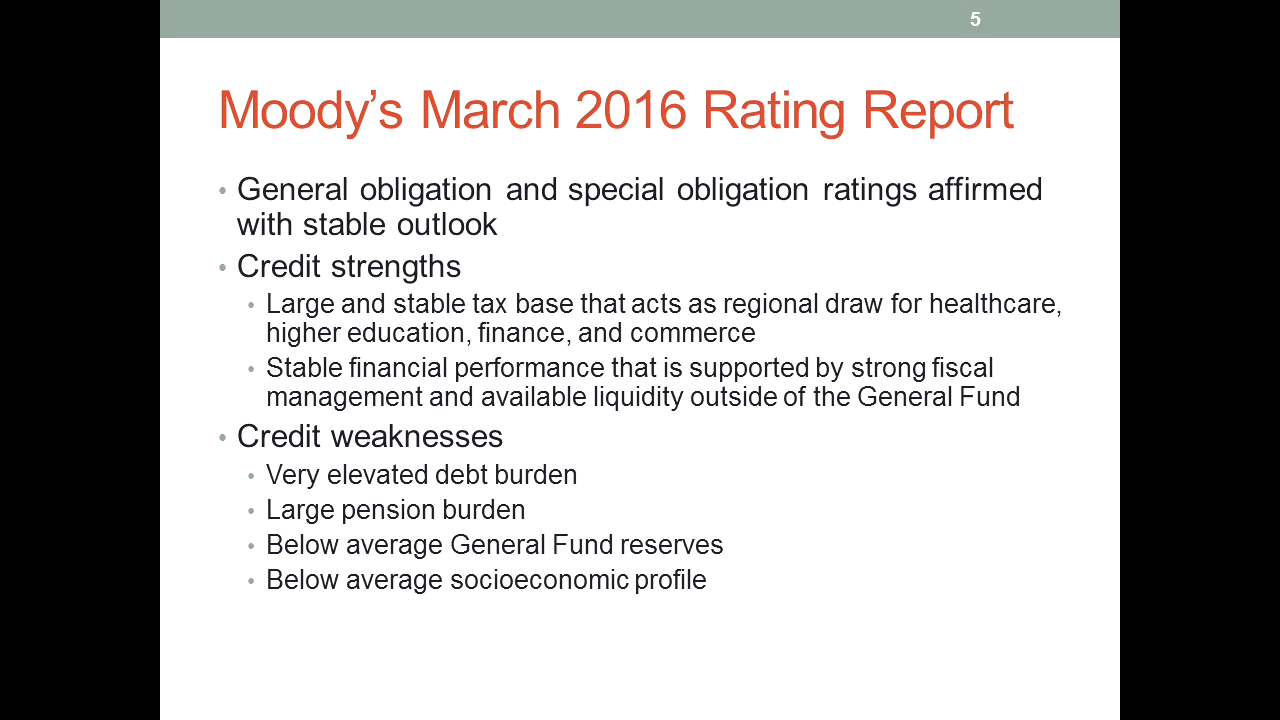 5
Moody’s March 2016 Rating Report
• General obligation and special obligation ratings affirmed
with stable outlook
• Credit strengths
• Large and stable tax base that acts as regional draw for healthcare,
higher education, finance, and commerce
• Stable financial performance that is supported by strong fiscal
management and available liquidity outside of the General Fund
• Credit weaknesses
• Very elevated debt burden
• Large pension burden
• Below average General Fund reserves
• Below average socioeconomic profile